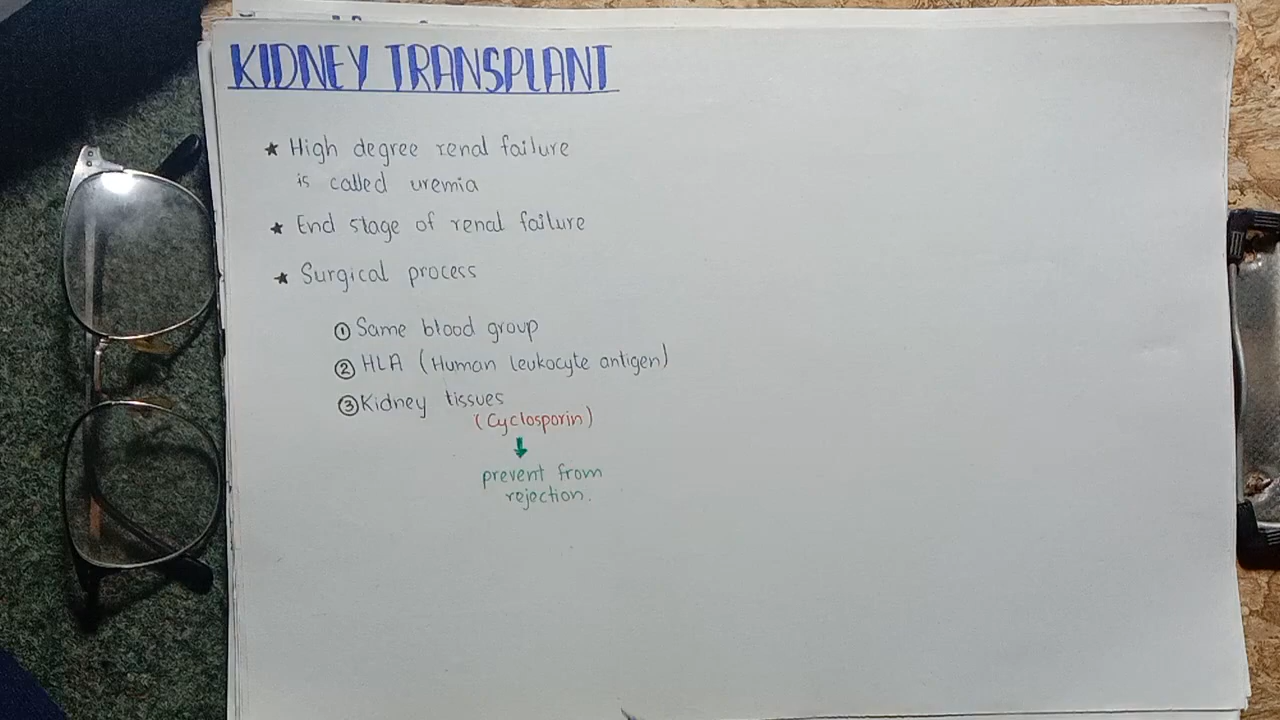 KIDNEY TRANSPLANT
★ High degree renal failure
is called uremia
★ End stage of renal failure
★ Surgical process
① Same blood group
② HLA (Human leukocyte antigen)
③ Kidney tissues
(Cyclosporin)
↓
prevent from
rejection.